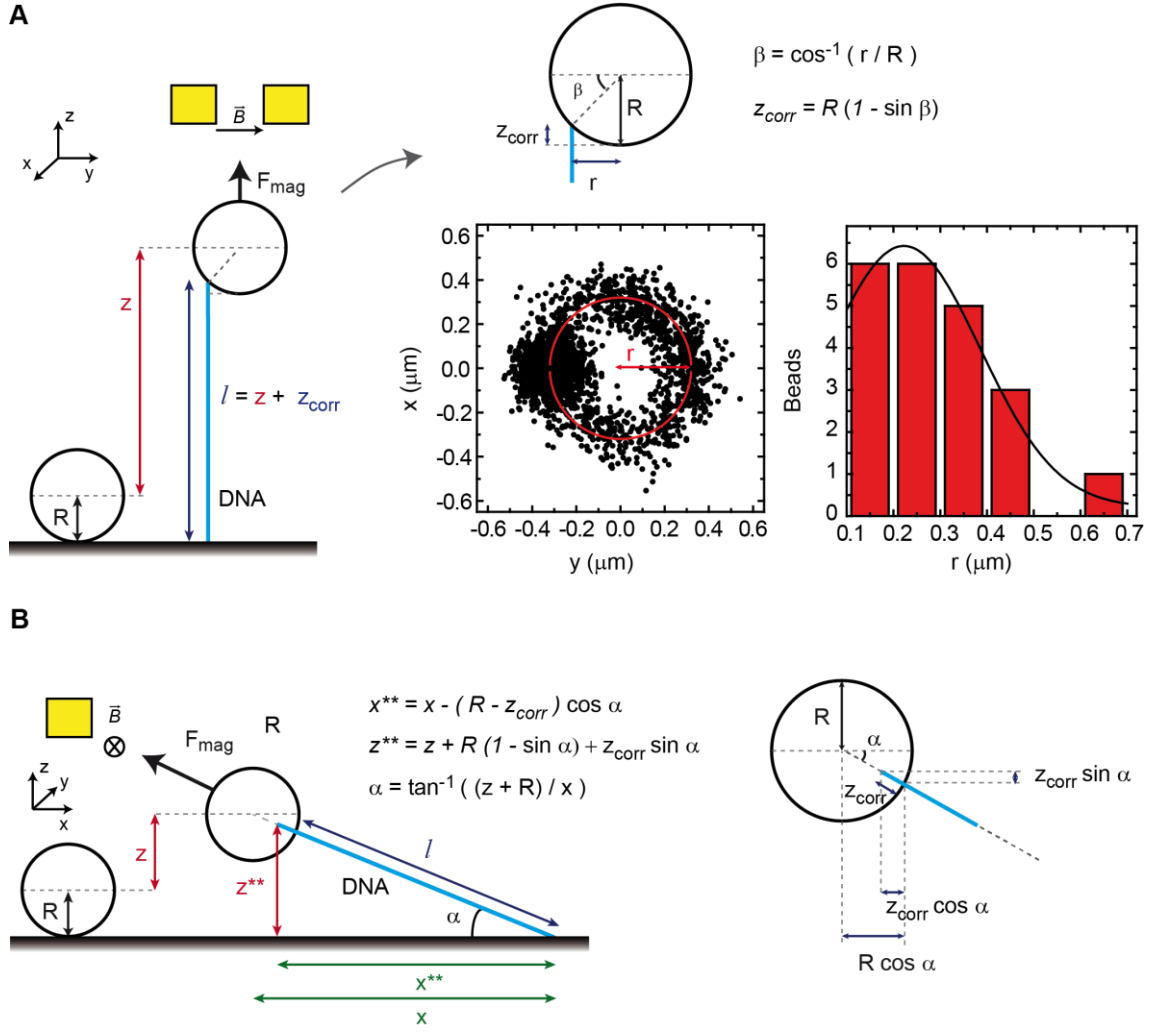 A
z
x
y
B
F_mag
z
l = z + z_corr
DNA
R
β
R
z_corr
r
β = cos⁻¹ ( r / R )
z_corr = R (1 - sin β)
0.6
0.4
0.2
0.0
-0.2
-0.4
-0.6
x (μm)
r
-0.6 -0.4 -0.2 0.0 0.2 0.4 0.6
y (μm)
6
5
4
3
2
1
0
Beads
0.1 0.2 0.3 0.4 0.5 0.6 0.7
r (μm)
B
B
F_mag
R
z
y
x
z
R
z**
l
DNA
α
x**
x
x** = x - ( R - z_corr ) cos α
z** = z + R (1 - sin α) + z_corr sin α
α = tan⁻¹ ( (z + R) / x )
R
α
z_corr
z_corr sin α
z_corr cos α
R cos α